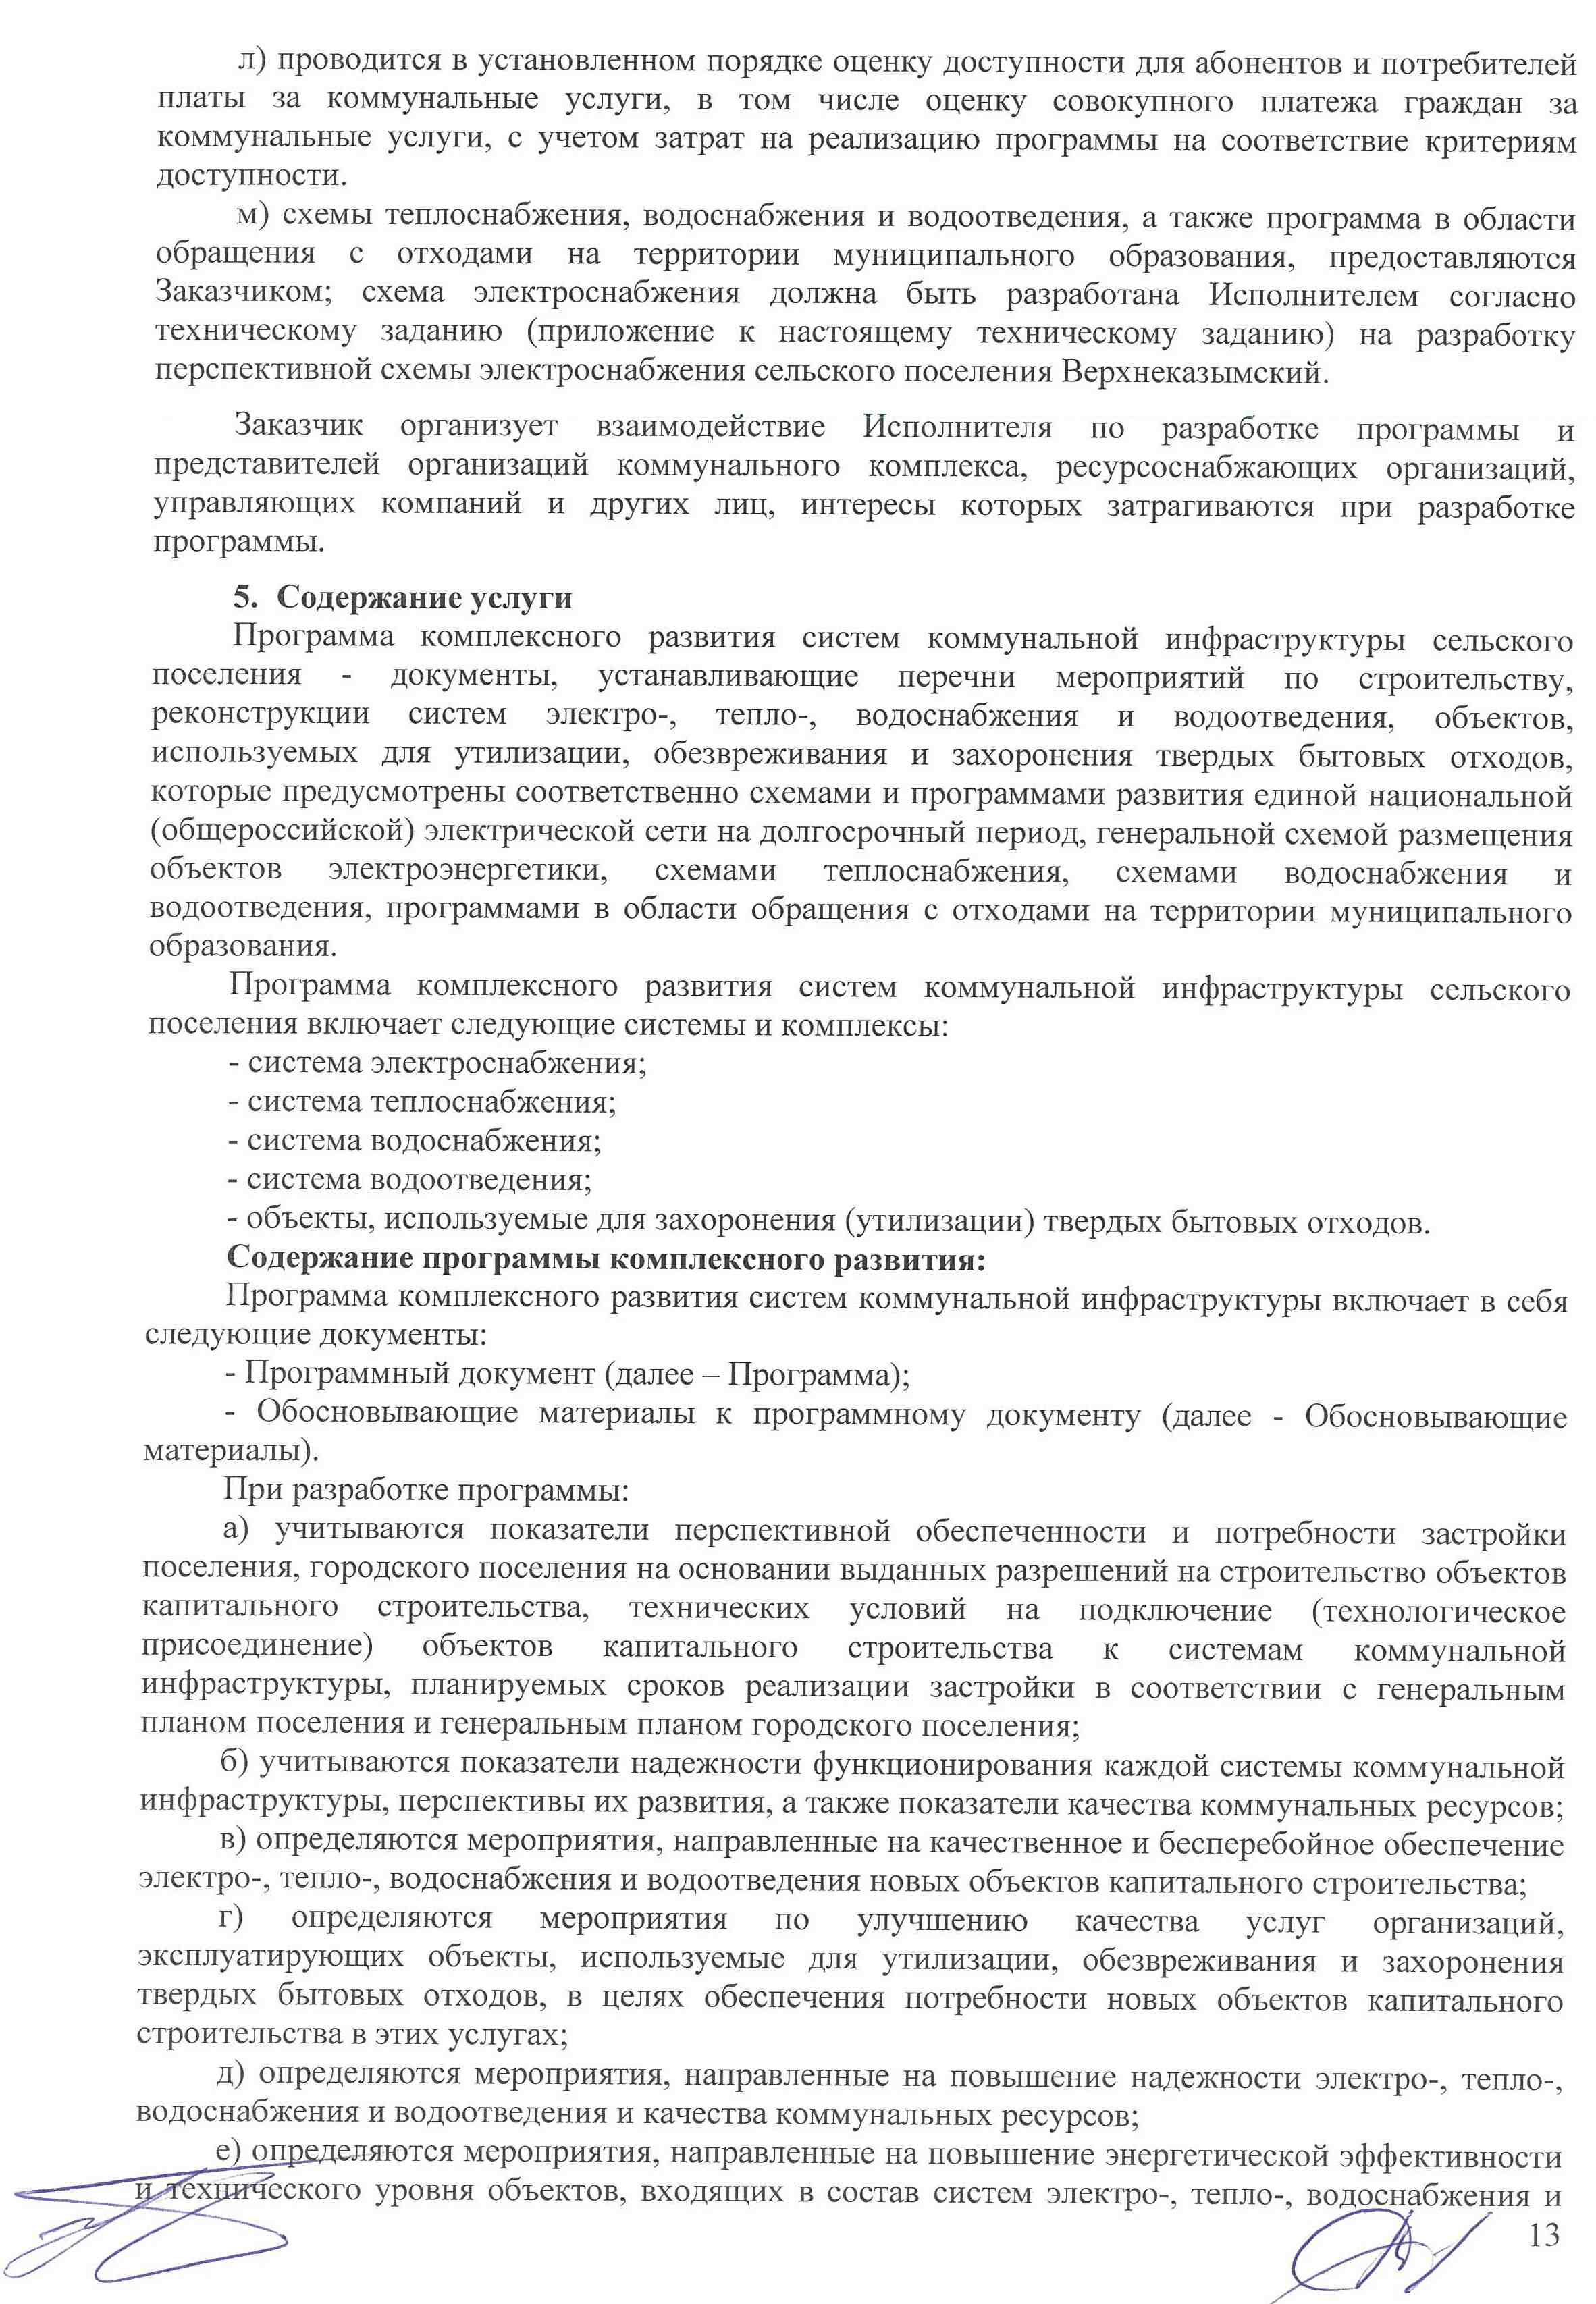 л) проводится в установленном порядке оценку доступности для абонентов и потребителей
платы за коммунальные услуги, в том числе оценку совокупного платежа граждан за
коммунальные услуги, с учетом затрат на реализацию программы на соответствие критериям
доступности.
м) схемы теплоснабжения, водоснабжения и водоотведения, а также программа в области
обращения с отходами на территории муниципального образования, предоставляются
Заказчиком; схема электроснабжения должна быть разработана Исполнителем согласно
техническому заданию (приложение к настоящему техническому заданию) на разработку
перспективной схемы электроснабжения сельского поселения Верхнеказымский.
Заказчик организует взаимодействие Исполнителя по разработке программы и
представителей организаций коммунального комплекса, ресурсоснабжающих организаций,
управляющих компаний и других лиц, интересы которых затрагиваются при разработке
программы.
5. Содержание услуги
Программа комплексного развития систем коммунальной инфраструктуры сельского
поселения - документы, устанавливающие перечни мероприятий по строительству,
реконструкции систем электро-, тепло-, водоснабжения и водоотведения, объектов,
используемых для утилизации, обезвреживания и захоронения твердых бытовых отходов,
которые предусмотрены соответственно схемами и программами развития единой национальной
(общероссийской) электрической сети на долгосрочный период, генеральной схемой размещения
объектов электроэнергетики, схемами теплоснабжения, схемами водоснабжения и
водоотведения, программами в области обращения с отходами на территории муниципального
образования.
Программа комплексного развития систем коммунальной инфраструктуры сельского
поселения включает следующие системы и комплексы:
- система электроснабжения;
- система теплоснабжения;
- система водоснабжения;
- система водоотведения;
- объекты, используемые для захоронения (утилизации) твердых бытовых отходов.
Содержание программы комплексного развития:
Программа комплексного развития систем коммунальной инфраструктуры включает в себя
следующие документы:
- Программный документ (далее – Программа);
- Обосновывающие материалы к программному документу (далее - Обосновывающие
материалы).
При разработке программы:
а) учитываются показатели перспективной обеспеченности и потребности застройки
поселения, городского поселения на основании выданных разрешений на строительство объектов
капитального строительства, технических условий на подключение (технологическое
присоединение) объектов капитального строительства к системам коммунальной
инфраструктуры, планируемых сроков реализации застройки в соответствии с генеральным
планом поселения и генеральным планом городского поселения;
б) учитываются показатели надежности функционирования каждой системы коммунальной
инфраструктуры, перспективы их развития, а также показатели качества коммунальных ресурсов;
в) определяются мероприятия, направленные на качественное и бесперебойное обеспечение
электро-, тепло-, водоснабжения и водоотведения новых объектов капитального строительства;
г) определяются мероприятия по улучшению качества услуг организаций,
эксплуатирующих объекты, используемые для утилизации, обезвреживания и захоронения
твердых бытовых отходов, в целях обеспечения потребности новых объектов капитального
строительства в этих услугах;
д) определяются мероприятия, направленные на повышение надежности электро-, тепло-,
водоснабжения и водоотведения и качества коммунальных ресурсов;
е) определяются мероприятия, направленные на повышение энергетической эффективности
и технического уровня объектов, входящих в состав систем электро-, тепло-, водоснабжения и
13